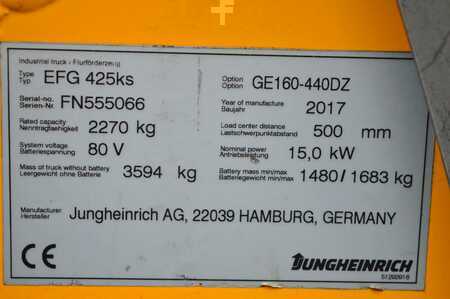 Industrial truck - Flurförderzeug
Type
Typ
EFG 425ks
Option
Option
GE160-440DZ
Serial-no.
Serien-Nr.
FN555066
Year of manufacture
Baujahr
2017
Rated capacity
Nenntragfaehigkeit
2270 kg
Load center distance
Lastschwerpunktabstand
500 mm
System voltage
Batteriespannung
80 V
Nominal power
Antriebsleistung
15,0 kW
Mass of truck without battery
Leergewicht ohne Batterie
3594 kg
Battery mass min/max
Batteriegewicht min/max
1480/1683 kg
Manufacturer
Hersteller
Jungheinrich AG, 22039 HAMBURG, GERMANY
CE
JUNGHEINRICH